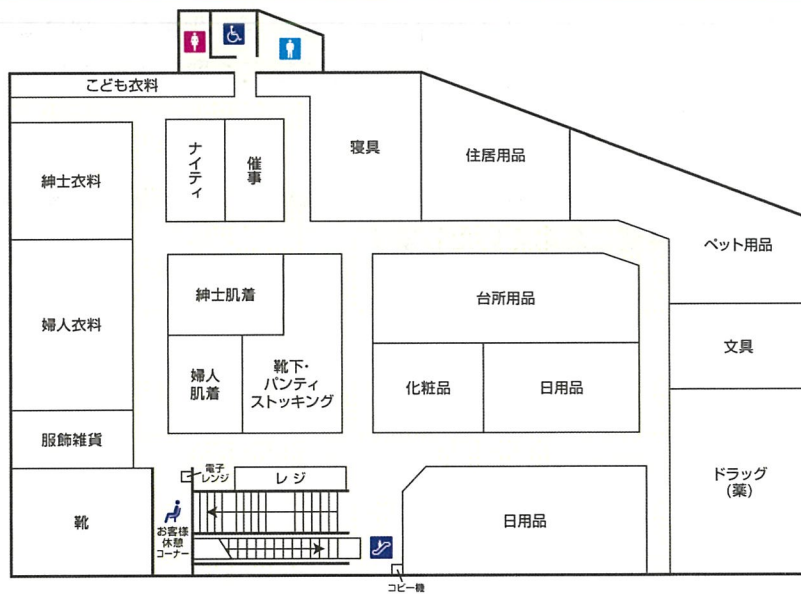 こども衣料
紳士衣料
ナイティ
催事
寝具
住居用品
ペット用品
紳士肌着
台所用品
婦人衣料
婦人
肌着
靴下・
パンティ
ストッキング
化粧品
日用品
文具
服飾雑貨
電子
レンジ
レジ
ドラッグ
(薬)
靴
お客様
休憩
コーナー
日用品
コピー機